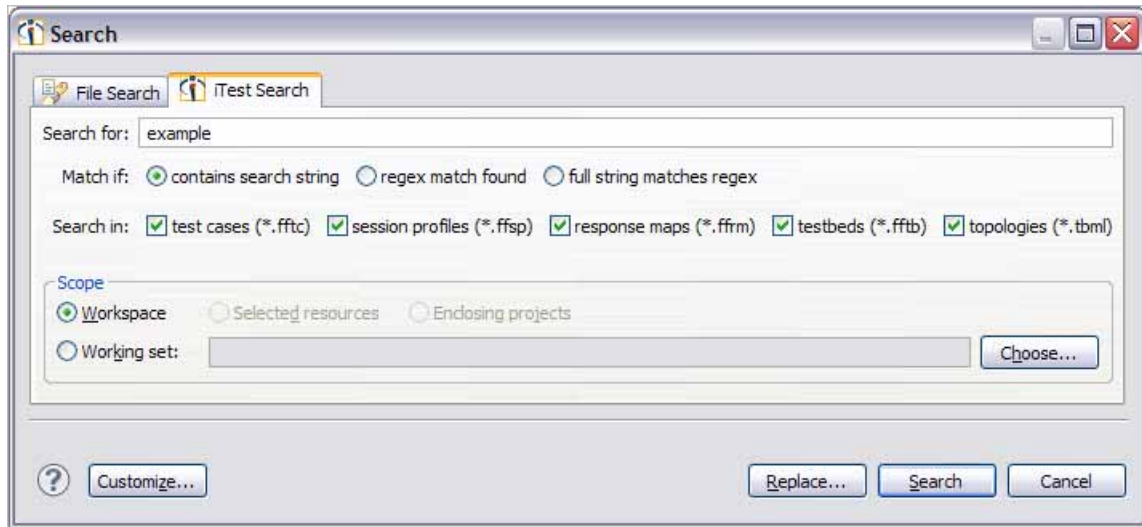 Search
File Search iTest Search
Search for: example
Match if: contains search string regex match found full string matches regex
Search in: test cases (*.fftc) session profiles (*.ffsp) response maps (*.ffrm) testbeds (*.fftb) topologies (*.tbml)
Scope
Workspace Selected resources Enclosing projects
Working set: Choose...
? Customize... Replace... Search Cancel